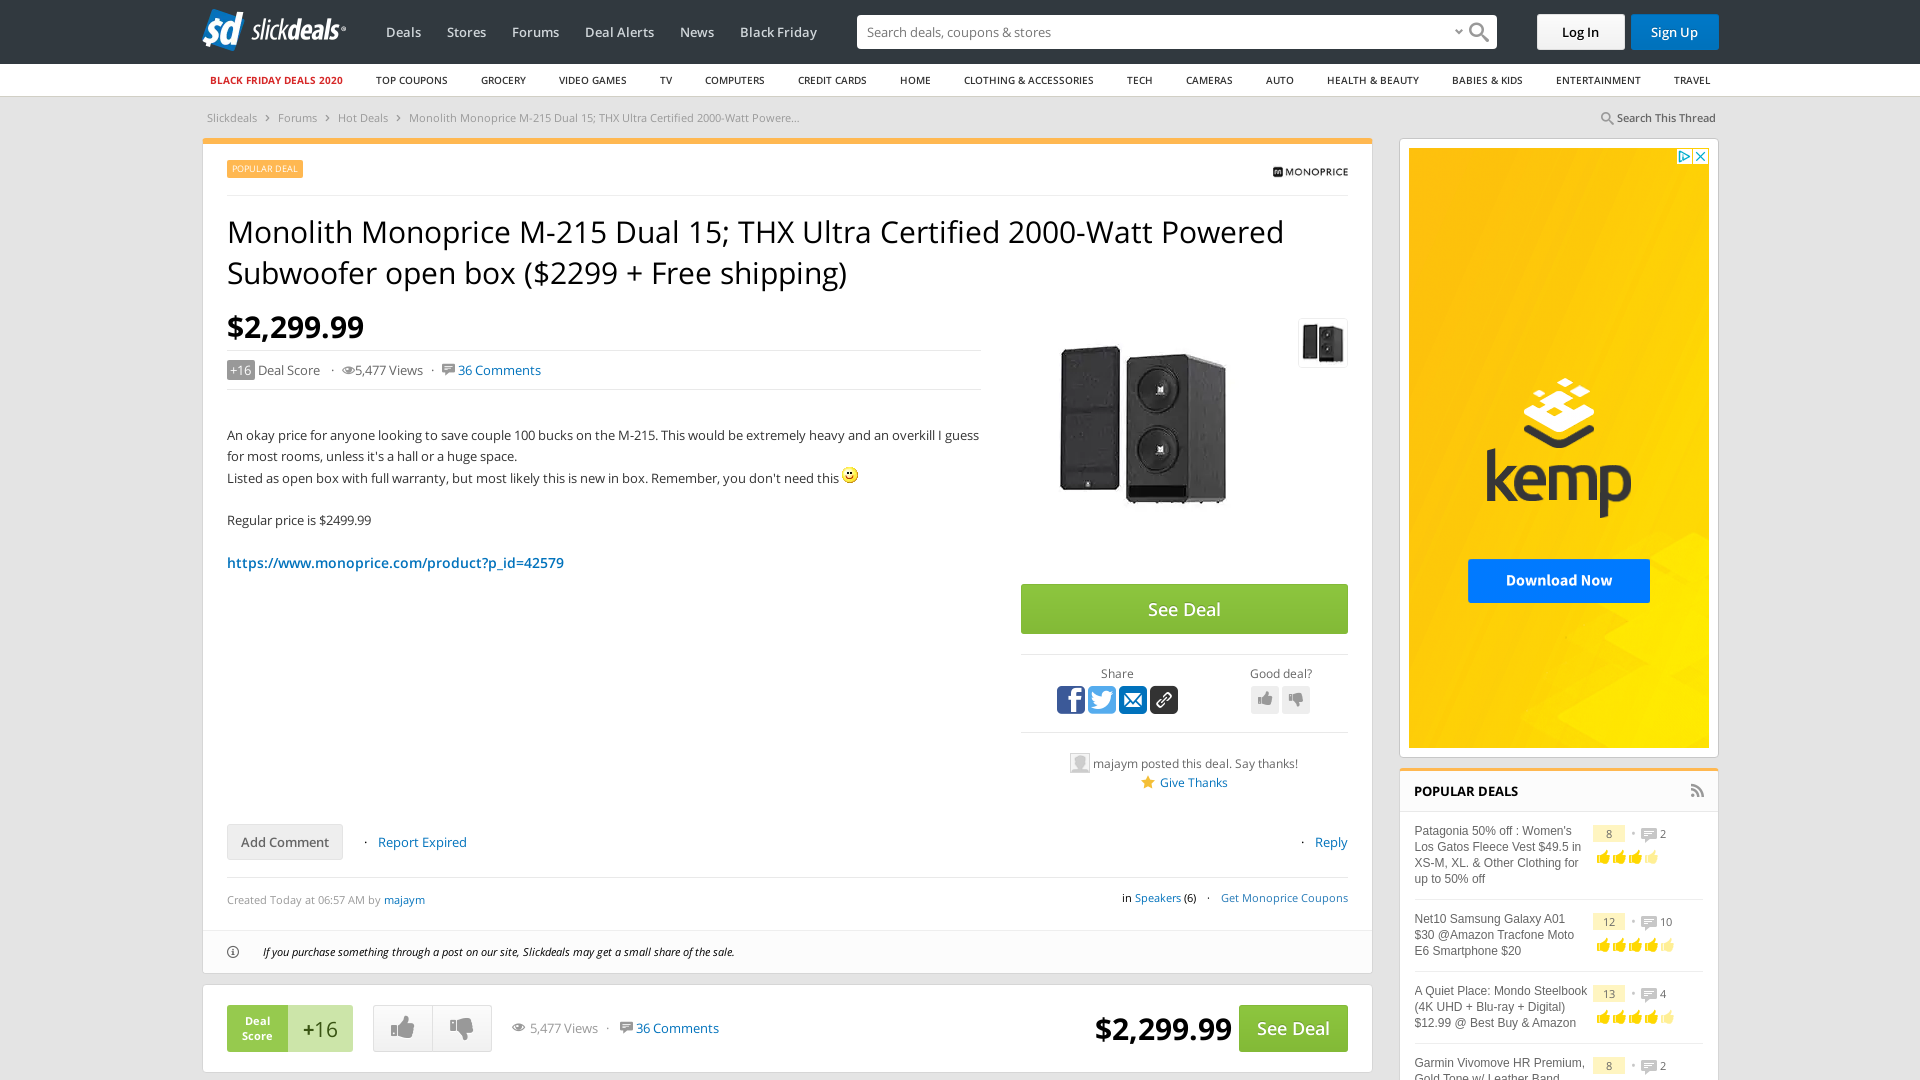 slickdeals
Deals
Stores
Forums
Deal Alerts
News
Black Friday
Search deals, coupons & stores
Log In
Sign Up
BLACK FRIDAY DEALS 2020
TOP COUPONS
GROCERY
VIDEO GAMES
TV
COMPUTERS
CREDIT CARDS
HOME
CLOTHING & ACCESSORIES
TECH
CAMERAS
AUTO
HEALTH & BEAUTY
BABIES & KIDS
ENTERTAINMENT
TRAVEL
Slickdeals › Forums › Hot Deals › Monolith Monoprice M-215 Dual 15; THX Ultra Certified 2000-Watt Powere...
Search This Thread
POPULAR DEAL
MONOPRICE
Monolith Monoprice M-215 Dual 15; THX Ultra Certified 2000-Watt Powered
Subwoofer open box ($2299 + Free shipping)
$2,299.99
+16 Deal Score · 5,477 Views · 36 Comments
An okay price for anyone looking to save couple 100 bucks on the M-215. This would be extremely heavy and an overkill I guess
for most rooms, unless it's a hall or a huge space.
Listed as open box with full warranty, but most likely this is new in box. Remember, you don't need this
Regular price is $2499.99
https://www.monoprice.com/product?p_id=42579
See Deal
Share
Good deal?
majaym posted this deal. Say thanks!
Give Thanks
Add Comment · Report Expired
· Reply
Created Today at 06:57 AM by majaym
in Speakers (6) · Get Monoprice Coupons
If you purchase something through a post on our site, Slickdeals may get a small share of the sale.
Deal
Score
+16
5,477 Views · 36 Comments
$2,299.99
See Deal
kemp
Download Now
POPULAR DEALS
Patagonia 50% off : Women's
Los Gatos Fleece Vest $49.5 in
XS-M, XL. & Other Clothing for
up to 50% off
8 • 2
Net10 Samsung Galaxy A01
$30 @Amazon Tracfone Moto
E6 Smartphone $20
12 • 10
A Quiet Place: Mondo Steelbook
(4K UHD + Blu-ray + Digital)
$12.99 @ Best Buy & Amazon
13 • 4
Garmin Vivomove HR Premium,
Gold Tone w/ Leather Band
8 • 2